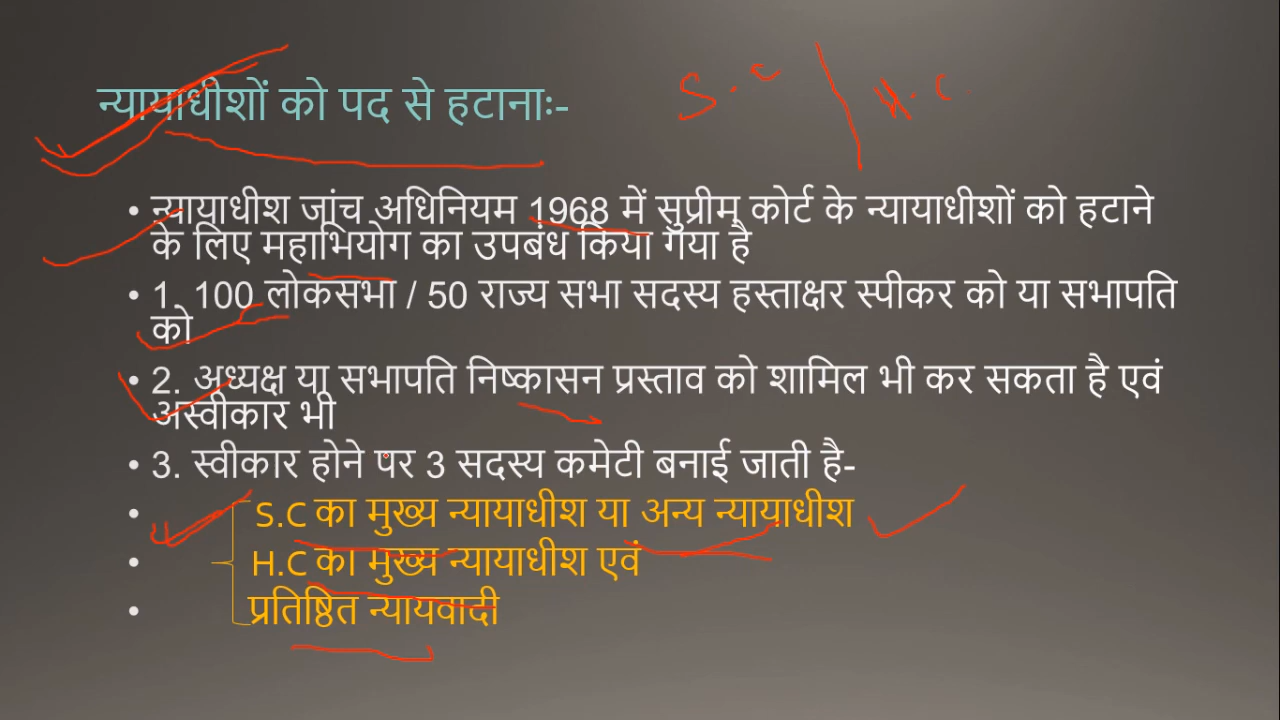 न्यायाधीशों को पद से हटानाः-
S.C / H.C.
• न्यायाधीश जांच अधिनियम 1968 में सुप्रीम कोर्ट के न्यायाधीशों को हटाने
के लिए महाभियोग का उपबंध किया गया है
• 1. 100 लोकसभा / 50 राज्य सभा सदस्य हस्ताक्षर स्पीकर को या सभापति
को
• 2. अध्यक्ष या सभापति निष्कासन प्रस्ताव को शामिल भी कर सकता है एवं
अस्वीकार भी
• 3. स्वीकार होने पर 3 सदस्य कमेटी बनाई जाती है-
• S.C का मुख्य न्यायाधीश या अन्य न्यायाधीश
• H.C का मुख्य न्यायाधीश एवं
• प्रतिष्ठित न्यायवादी